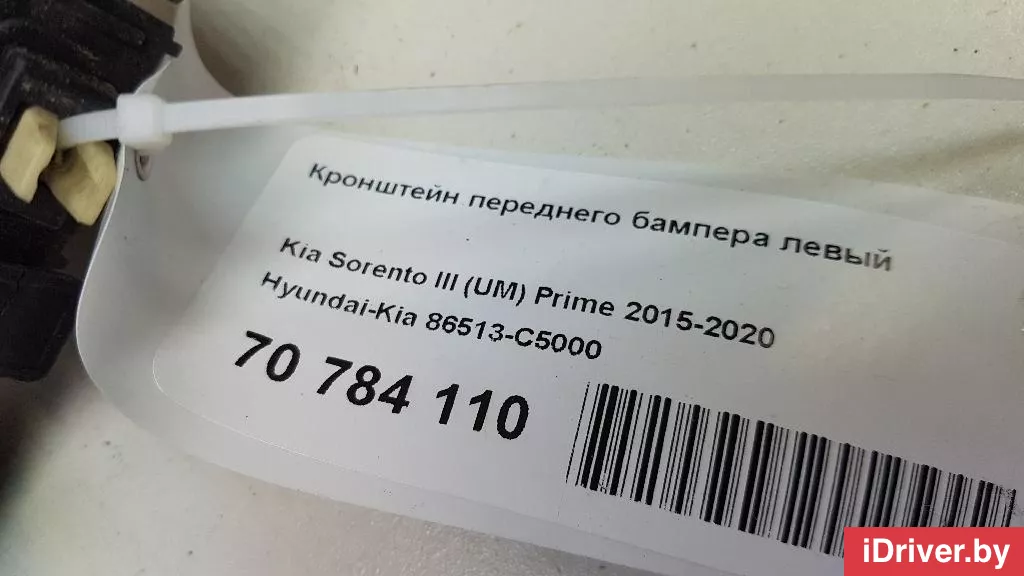 Кронштейн переднего бампера левый
Kia Sorento III (UM) Prime 2015-2020
Hyundai-Kia 86513-C5000
70 784 110
iDriver.by